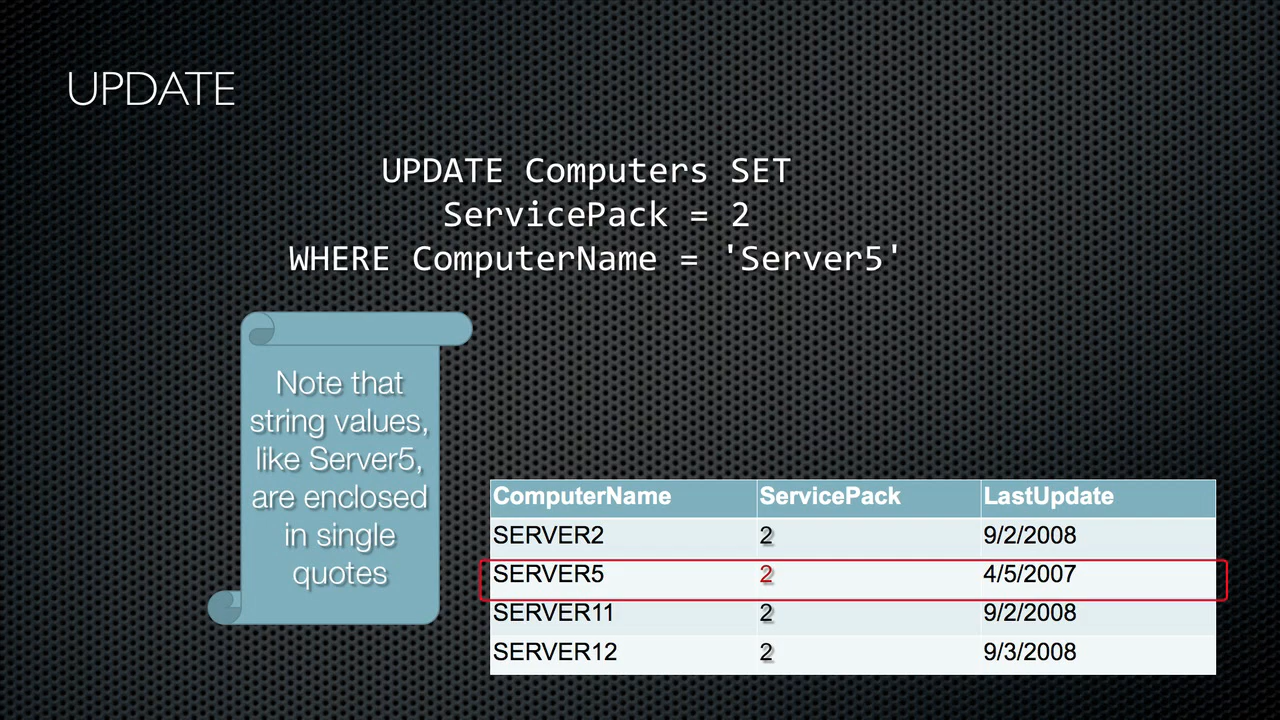 UPDATE
UPDATE Computers SET
ServicePack = 2
WHERE ComputerName = 'Server5'
Note that
string values,
like Server5,
are enclosed
in single
quotes
ComputerName ServicePack LastUpdate
SERVER2 2 9/2/2008
SERVER5 2 4/5/2007
SERVER11 2 9/2/2008
SERVER12 2 9/3/2008